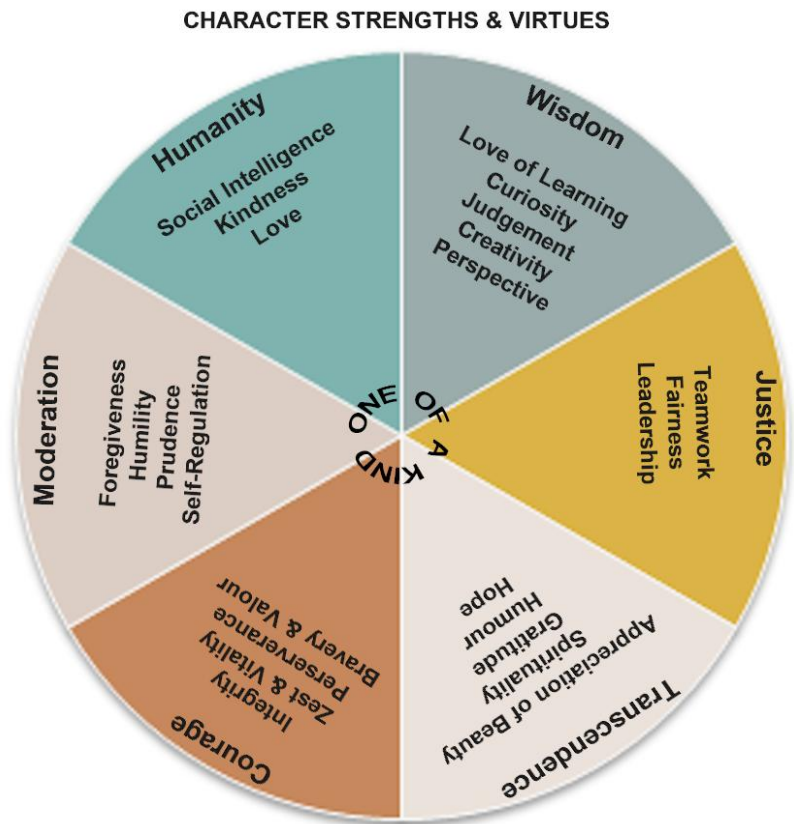 CHARACTER STRENGTHS & VIRTUES
Humanity
Social Intelligence
Kindness
Love
Wisdom
Love of Learning
Curiosity
Judgement
Creativity
Perspective
Justice
Teamwork
Fairness
Leadership
Transcendence
Appreciation of Beauty
Spirituality
Gratitude
Humour
Hope
Courage
Integrity
Zest & Vitality
Perserverance
Bravery & Valour
Moderation
Foregiveness
Humility
Prudence
Self-Regulation
ONE OF A KIND